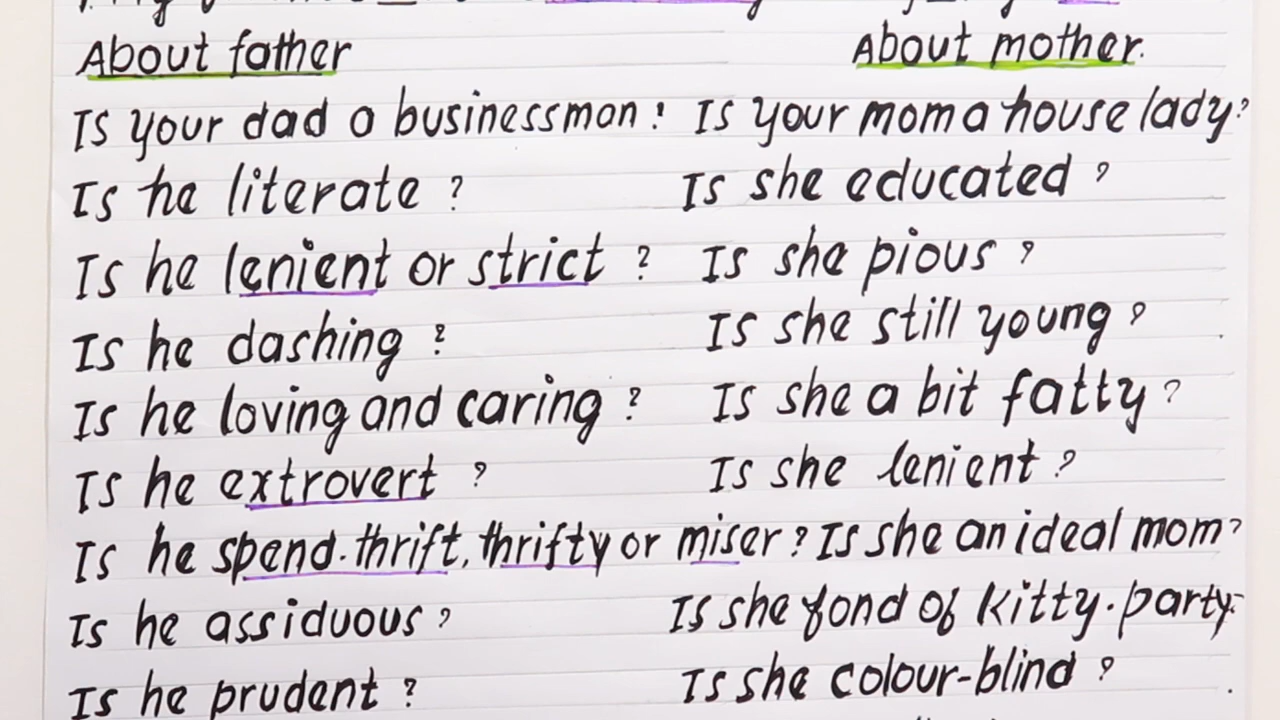 About father About mother.
Is your dad a businessman? Is your mom a house lady?
Is he literate? Is she educated?
Is he lenient or strict? Is she pious?
Is he dashing? Is she still young?
Is he loving and caring? Is she a bit fatty?
Is he extrovert? Is she lenient?
Is he spend-thrift, thrifty or miser? Is she an ideal mom?
Is he assiduous? Is she fond of kitty-party
Is he prudent? Is she colour-blind?